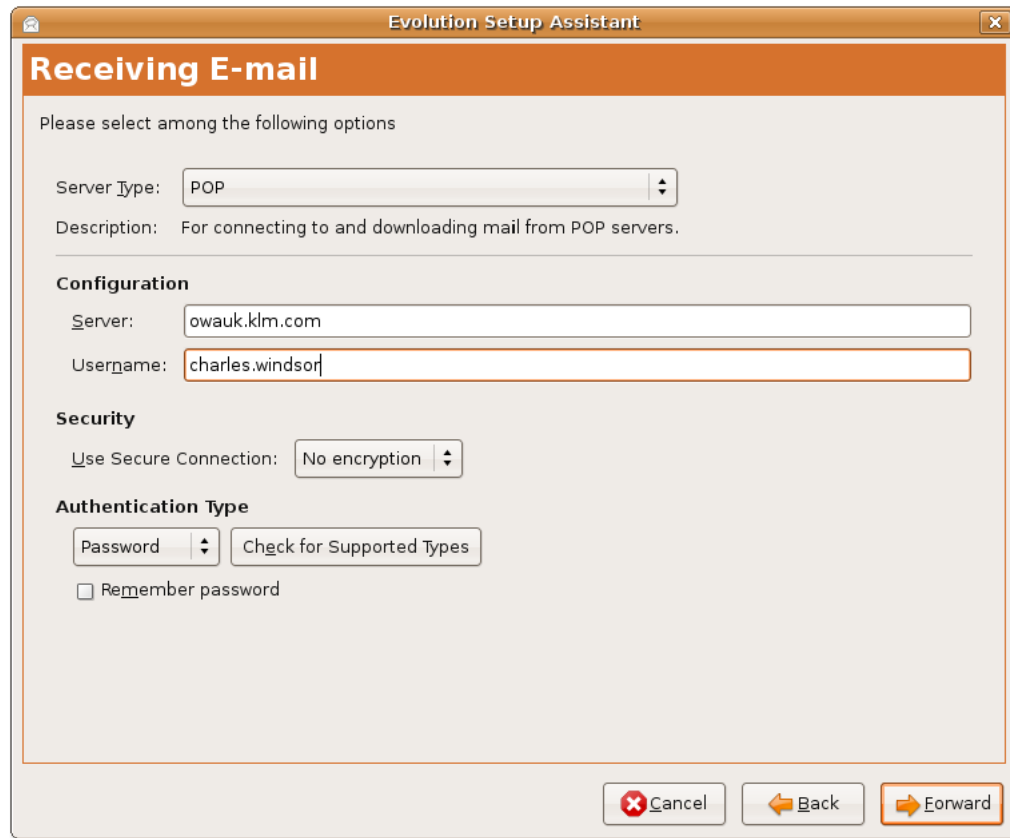 Evolution Setup Assistant
Receiving E-mail
Please select among the following options
Server Type: POP
Description: For connecting to and downloading mail from POP servers.
Configuration
Server: owauk.klm.com
Username: charles.windsor
Security
Use Secure Connection: No encryption
Authentication Type
Password Check for Supported Types
Remember password
Cancel Back Forward